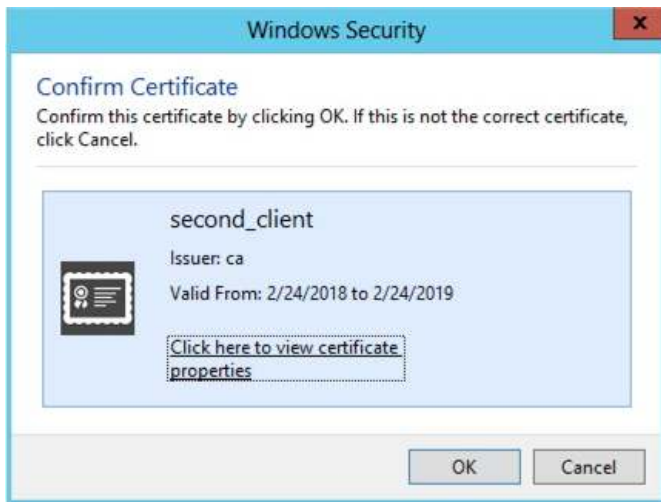 Windows Security
x
Confirm Certificate
Confirm this certificate by clicking OK. If this is not the correct certificate,
click Cancel.
second_client
Issuer: ca
Valid From: 2/24/2018 to 2/24/2019
Click here to view certificate
properties
OK Cancel